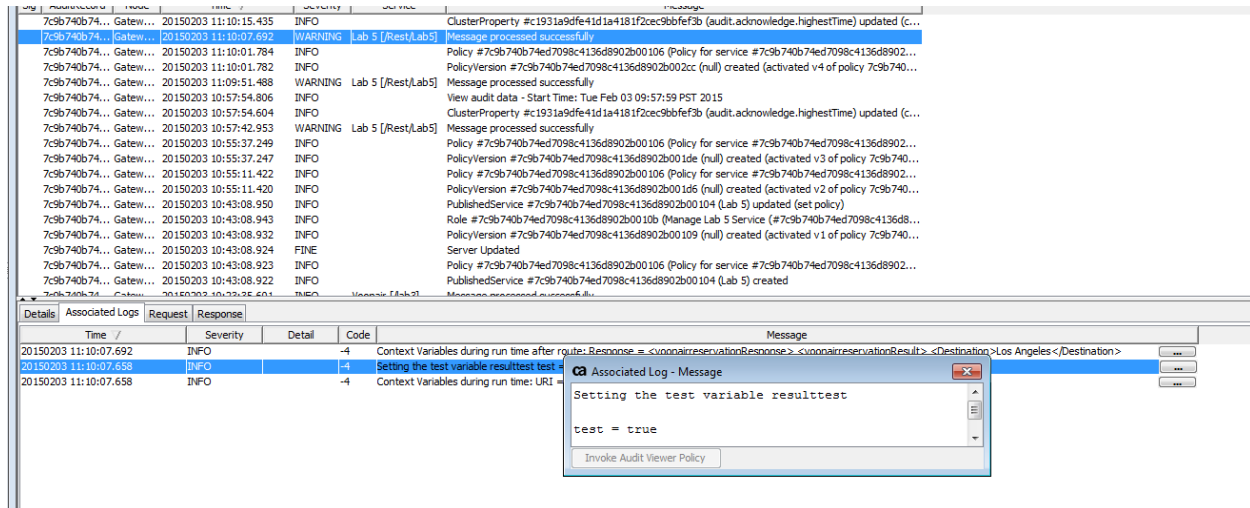 Sig AuditRecord Node Time Severity Service Message
7c9b740b74... Gatew... 20150203 11:10:15.435 INFO ClusterProperty #c1931a9dfe41d1a4181f2cec9bbfef3b (audit.acknowledge.highestTime) updated (c...
7c9b740b74... Gatew... 20150203 11:10:07.692 WARNING Lab 5 [/Rest/Lab5] Message processed successfully
7c9b740b74... Gatew... 20150203 11:10:01.784 INFO Policy #7c9b740b74ed7098c4136d8902b00106 (Policy for service #7c9b740b74ed7098c4136d8902...
7c9b740b74... Gatew... 20150203 11:10:01.782 INFO PolicyVersion #7c9b740b74ed7098c4136d8902b002cc (null) created (activated v4 of policy 7c9b740...
7c9b740b74... Gatew... 20150203 11:09:51.488 WARNING Lab 5 [/Rest/Lab5] Message processed successfully
7c9b740b74... Gatew... 20150203 10:57:54.806 INFO View audit data - Start Time: Tue Feb 03 09:57:59 PST 2015
7c9b740b74... Gatew... 20150203 10:57:54.604 INFO ClusterProperty #c1931a9dfe41d1a4181f2cec9bbfef3b (audit.acknowledge.highestTime) updated (c...
7c9b740b74... Gatew... 20150203 10:57:42.953 WARNING Lab 5 [/Rest/Lab5] Message processed successfully
7c9b740b74... Gatew... 20150203 10:55:37.249 INFO Policy #7c9b740b74ed7098c4136d8902b00106 (Policy for service #7c9b740b74ed7098c4136d8902...
7c9b740b74... Gatew... 20150203 10:55:37.247 INFO PolicyVersion #7c9b740b74ed7098c4136d8902b001de (null) created (activated v3 of policy 7c9b740...
7c9b740b74... Gatew... 20150203 10:55:11.422 INFO Policy #7c9b740b74ed7098c4136d8902b00106 (Policy for service #7c9b740b74ed7098c4136d8902...
7c9b740b74... Gatew... 20150203 10:55:11.420 INFO PolicyVersion #7c9b740b74ed7098c4136d8902b001d6 (null) created (activated v2 of policy 7c9b740...
7c9b740b74... Gatew... 20150203 10:43:08.950 INFO PublishedService #7c9b740b74ed7098c4136d8902b00104 (Lab 5) updated (set policy)
7c9b740b74... Gatew... 20150203 10:43:08.943 INFO Role #7c9b740b74ed7098c4136d8902b0010b (Manage Lab 5 Service (#7c9b740b74ed7098c4136d8...
7c9b740b74... Gatew... 20150203 10:43:08.932 INFO PolicyVersion #7c9b740b74ed7098c4136d8902b00109 (null) created (activated v1 of policy 7c9b740...
7c9b740b74... Gatew... 20150203 10:43:08.924 FINE Server Updated
7c9b740b74... Gatew... 20150203 10:43:08.923 INFO Policy #7c9b740b74ed7098c4136d8902b00106 (Policy for service #7c9b740b74ed7098c4136d8902...
7c9b740b74... Gatew... 20150203 10:43:08.922 INFO PublishedService #7c9b740b74ed7098c4136d8902b00104 (Lab 5) created
7c9b740b74... Gatew... 20150203 10:23:35.601 INFO Message processed successfully
Details Associated Logs Request Response
Time Severity Detail Code Message
20150203 11:10:07.692 INFO -4 Context Variables during run time after route: Response = <voonairreservationResponse> <voonairreservationResult> <Destination>Los Angeles</Destination> ...
20150203 11:10:07.658 INFO -4 Setting the test variable resulttest test = ...
20150203 11:10:07.658 INFO -4 Context Variables during run time: URI = ...
ca Associated Log - Message
Setting the test variable resulttest
test = true
Invoke Audit Viewer Policy